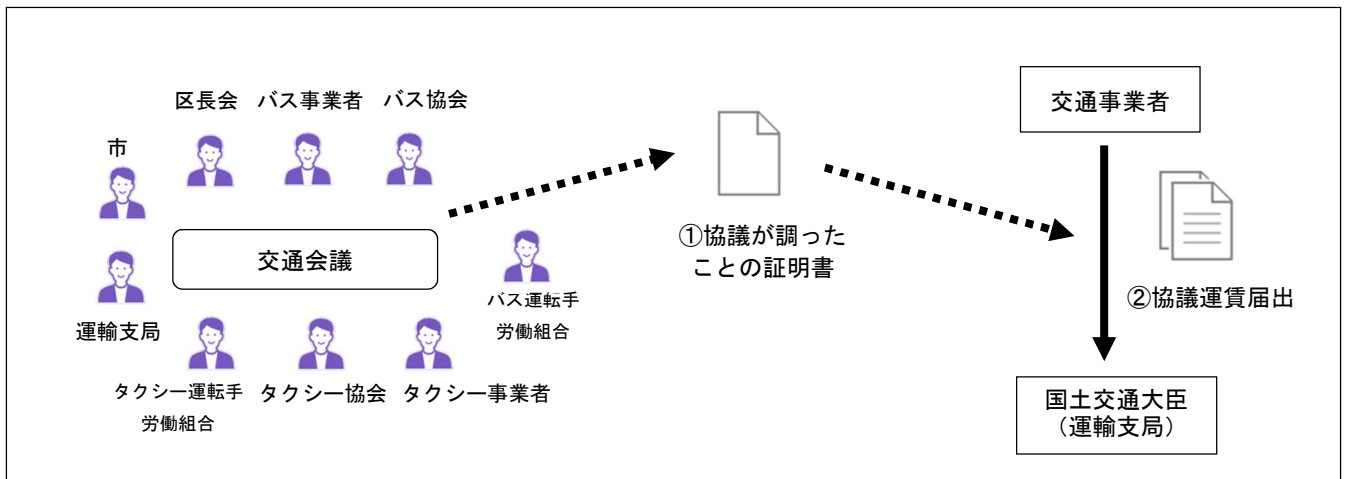 区長会 バス事業者 バス協会
市
交通会議
運輸支局
バス運転手
労働組合
タクシー運転手
労働組合
タクシー協会
タクシー事業者
①協議が調った
ことの証明書
交通事業者
②協議運賃届出
国土交通大臣
（運輸支局）